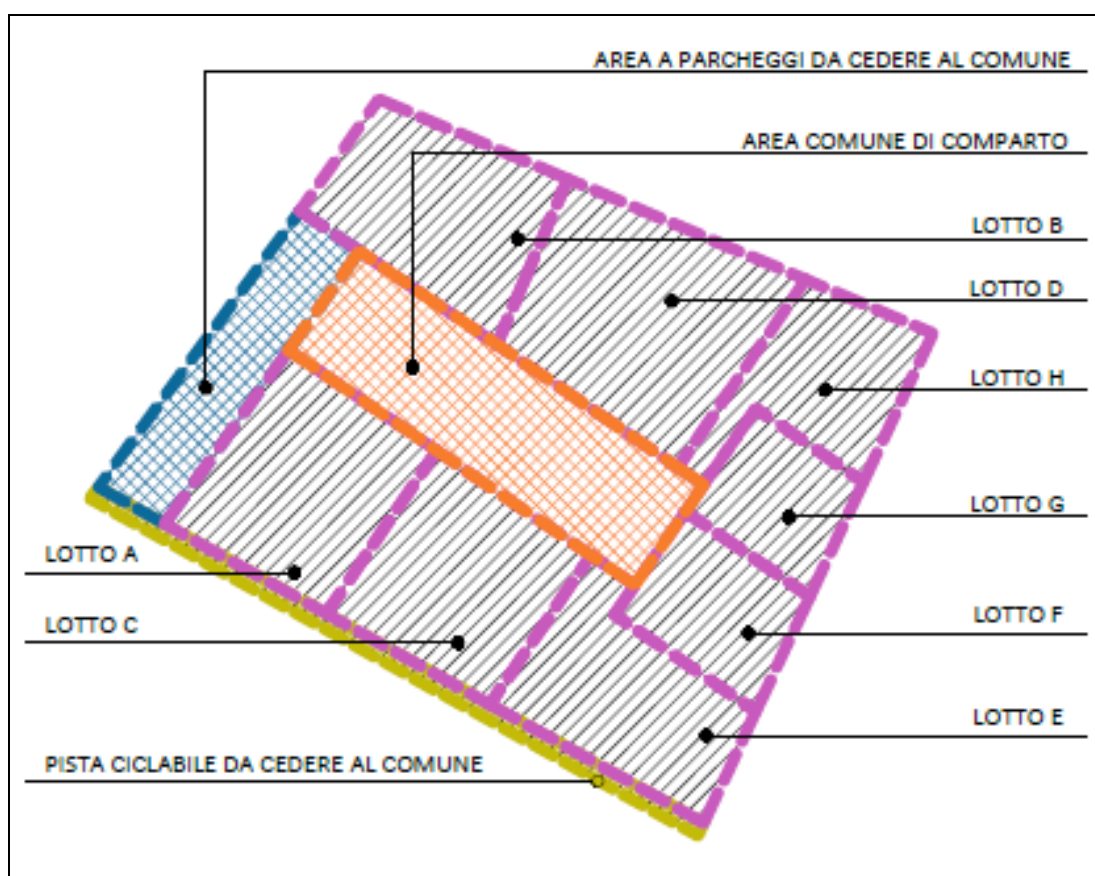 AREA A PARCHEGGI DA CEDERE AL COMUNE
AREA COMUNE DI COMPARTO
LOTTO B
LOTTO D
LOTTO H
LOTTO G
LOTTO A
LOTTO F
LOTTO C
LOTTO E
PISTA CICLABILE DA CEDERE AL COMUNE